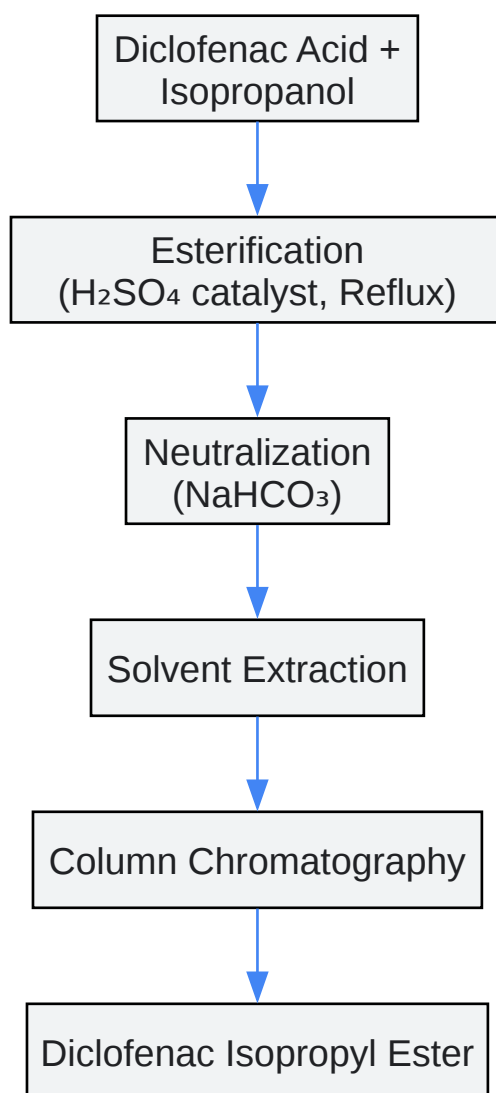 Diclofenac Acid +
Isopropanol
Esterification
(H₂SO₄ catalyst, Reflux)
Neutralization
(NaHCO₃)
Solvent Extraction
Column Chromatography
Diclofenac Isopropyl Ester